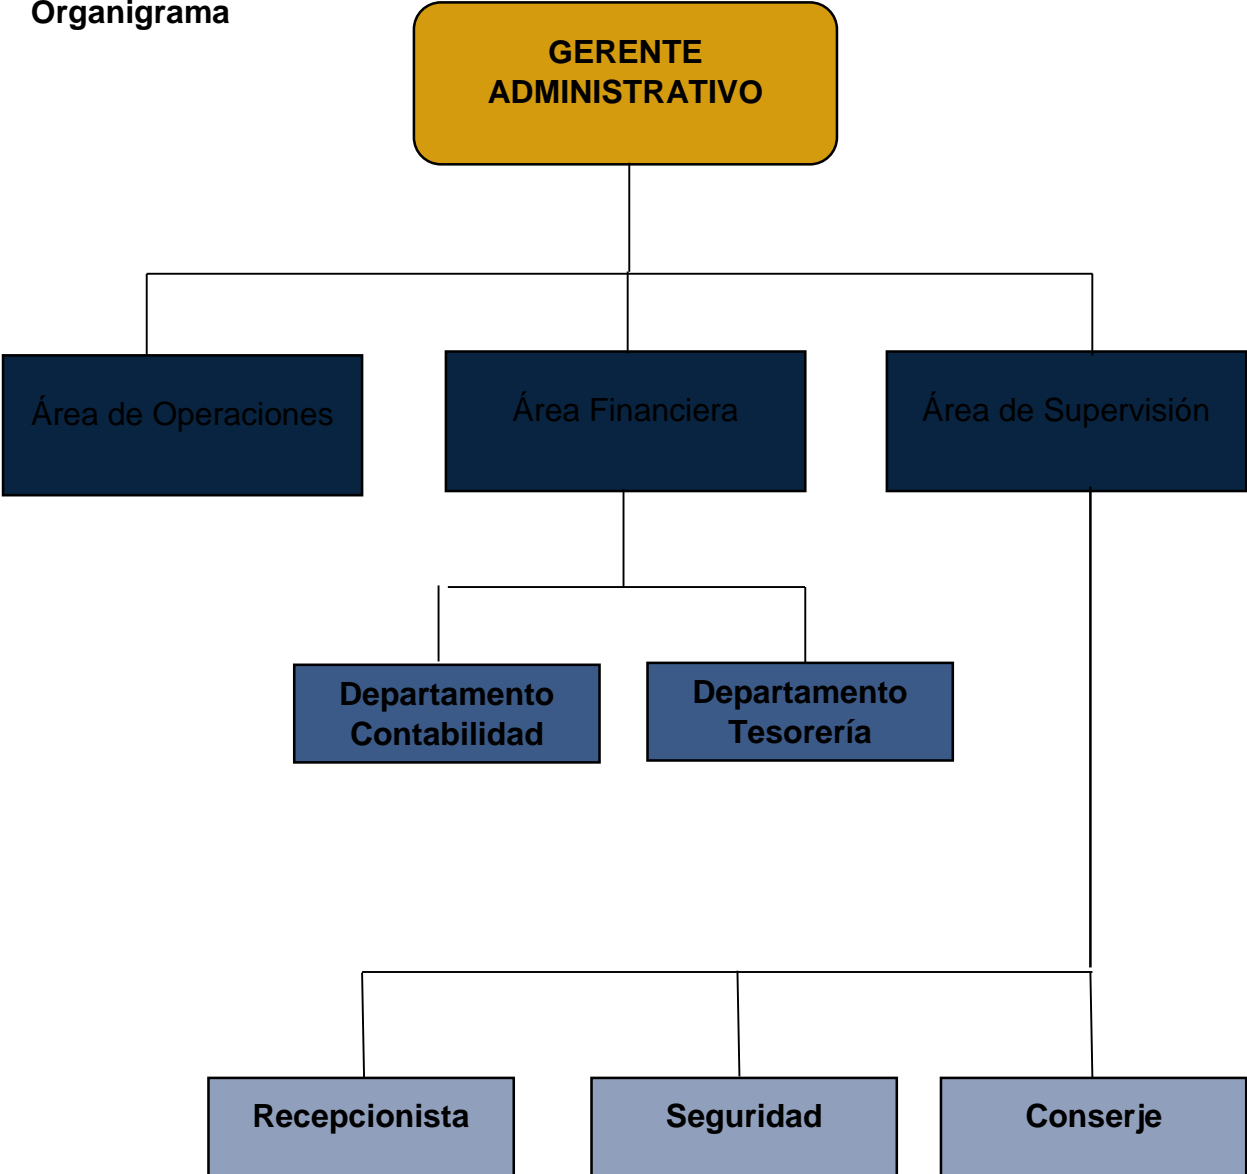 Organigrama
GERENTE
ADMINISTRATIVO
Área de Operaciones
Área Financiera
Área de Supervisión
Departamento
Contabilidad
Departamento
Tesorería
Recepcionista
Seguridad
Conserje